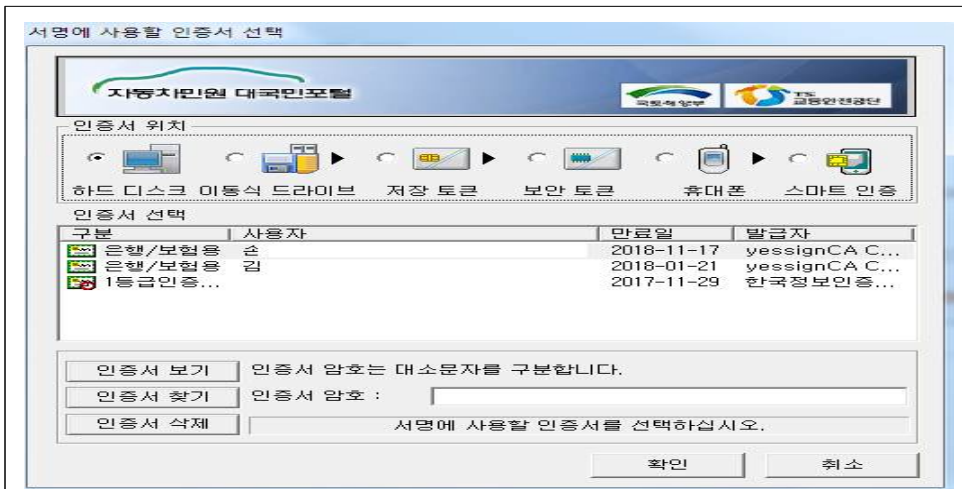 서명에 사용할 인증서 선택
자동차민원 대국민포털
국토해양부 TS 교통안전공단
인증서 위치
하드 디스크 이동식 드라이브 저장 토큰 보안 토큰 휴대폰 스마트 인증
인증서 선택
구분 사용자 만료일 발급자
은행/보험용 손 2018-11-17 yessignCA C...
은행/보험용 김 2018-01-21 yessignCA C...
1등급인증... 2017-11-29 한국정보인증...
인증서 보기 인증서 암호는 대소문자를 구분합니다.
인증서 찾기 인증서 암호 :
인증서 삭제 서명에 사용할 인증서를 선택하십시오.
확인 취소